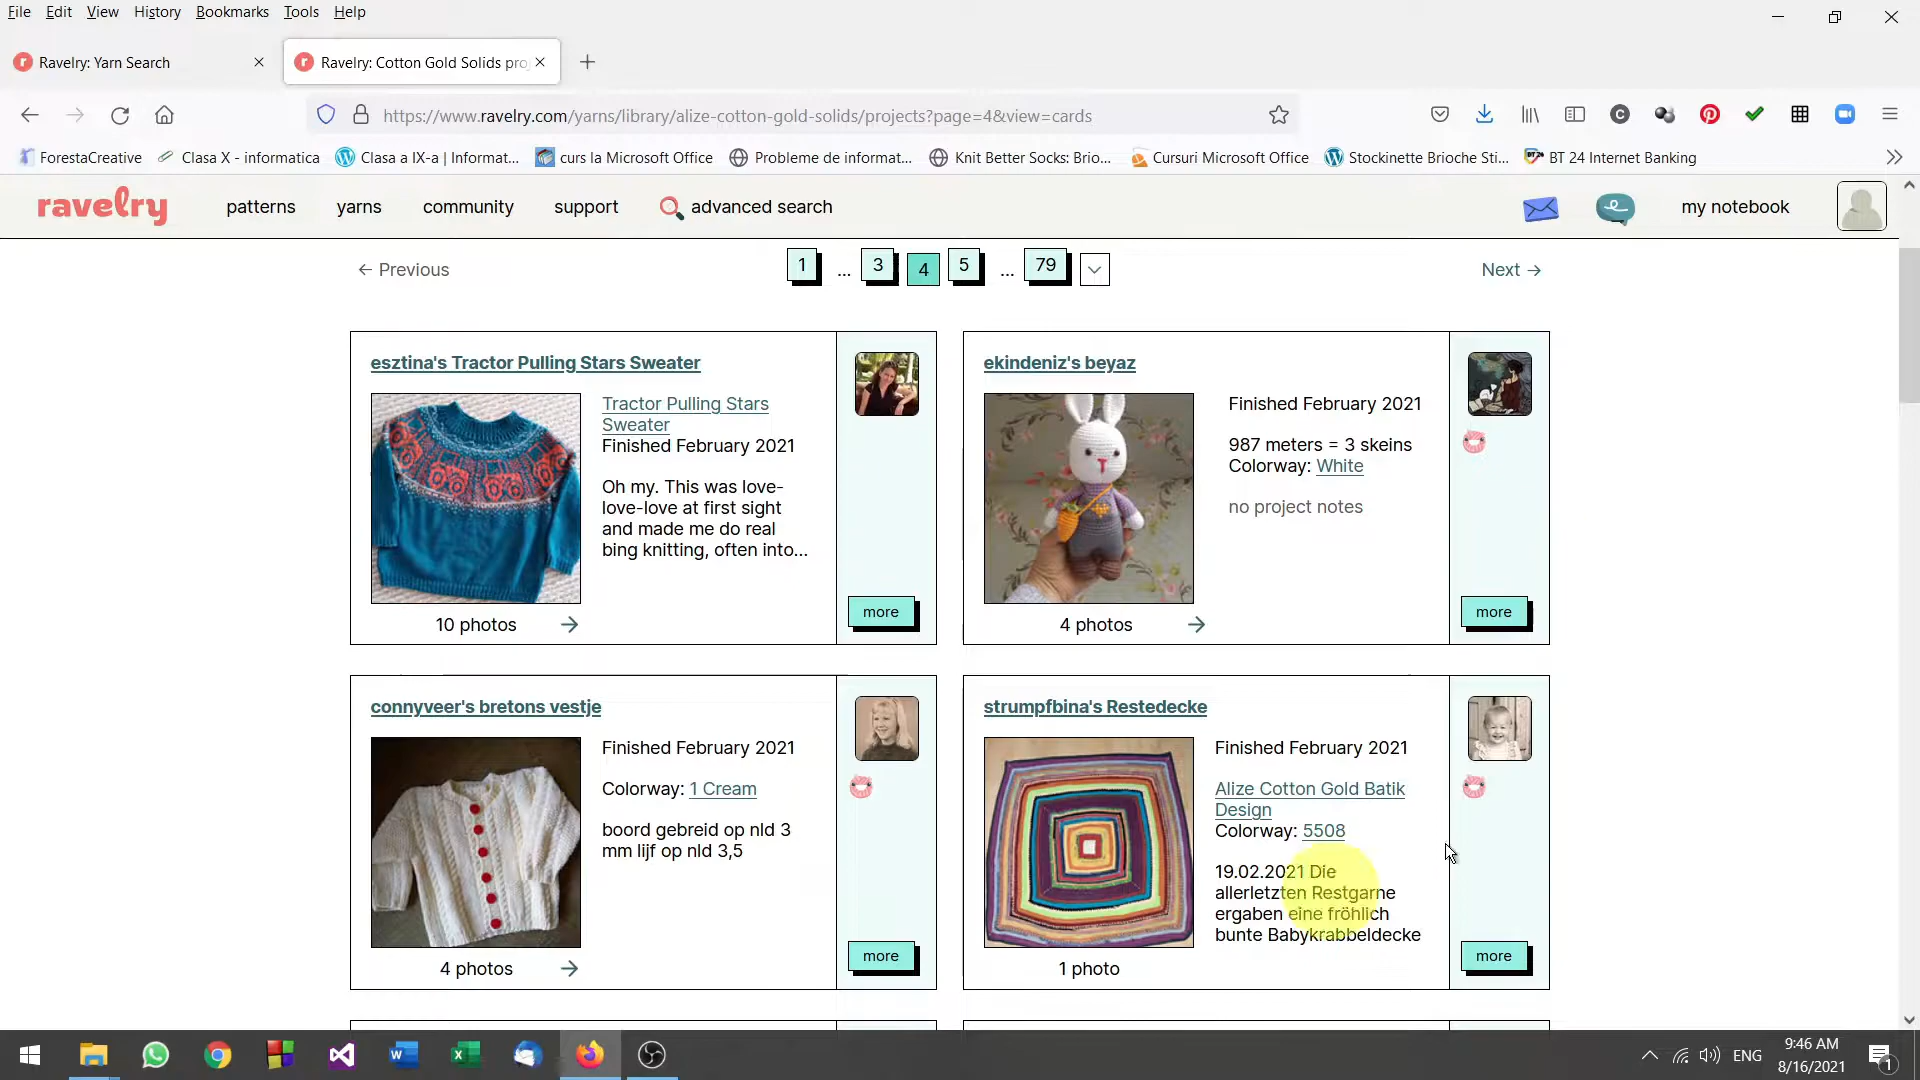 File Edit View History Bookmarks Tools Help
Ravelry: Yarn Search
Ravelry: Cotton Gold Solids pro
https://www.ravelry.com/yarns/library/alize-cotton-gold-solids/projects?page=4&view=cards
ForestaCreative Clasa X - informatica Clasa a IX-a | Informat... curs la Microsoft Office Probleme de informat... Knit Better Socks: Brio... Cursuri Microsoft Office Stockinette Brioche Sti... BT 24 Internet Banking
ravelry patterns yarns community support advanced search my notebook
← Previous 1 ... 3 4 5 ... 79 Next →
esztina's Tractor Pulling Stars Sweater
Tractor Pulling Stars
Sweater
Finished February 2021
Oh my. This was love-
love-love at first sight
and made me do real
bing knitting, often into...
10 photos →
more
ekindeniz's beyaz
Finished February 2021
987 meters = 3 skeins
Colorway: White
no project notes
4 photos →
more
connyveer's bretons vestje
Finished February 2021
Colorway: 1 Cream
boord gebreid op nld 3
mm lijf op nld 3,5
4 photos →
more
strumpfbina's Restedecke
Finished February 2021
Alize Cotton Gold Batik
Design
Colorway: 5508
19.02.2021 Die
allerletzten Restgarne
ergaben eine fröhlich
bunte Babykrabbeldecke
1 photo
more
ENG
9:46 AM
8/16/2021
1